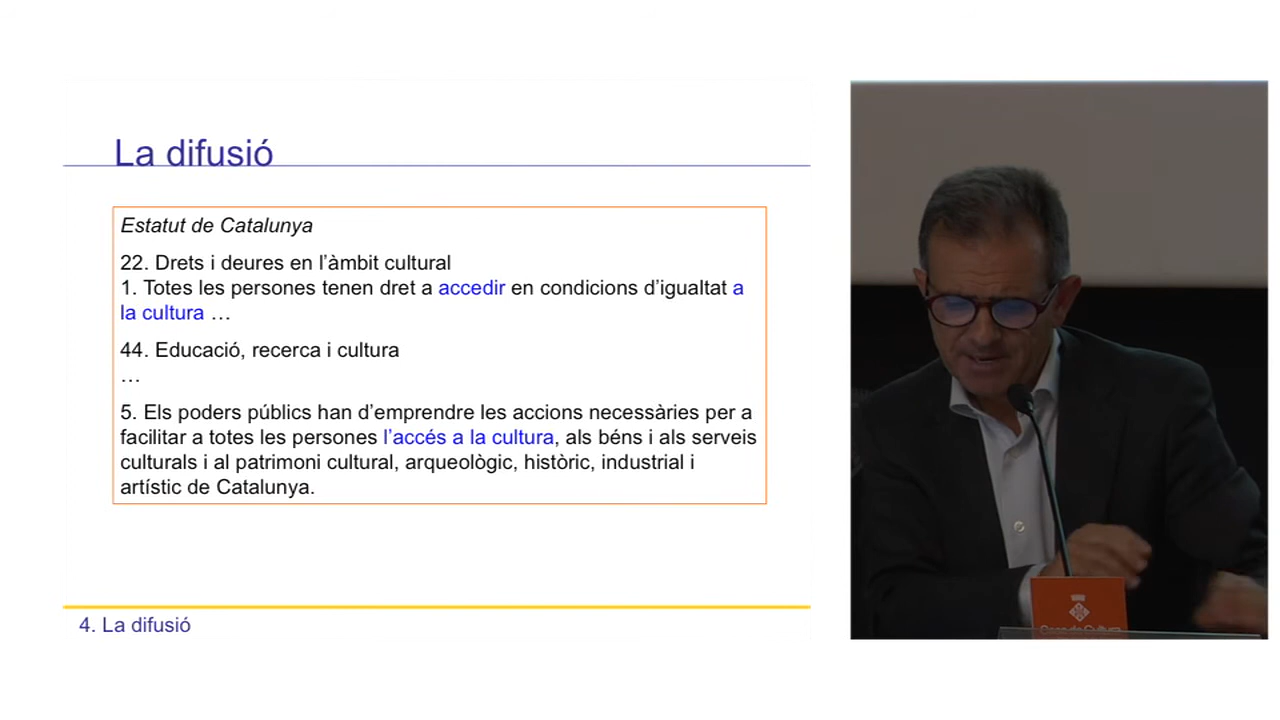 La difusió
Estatut de Catalunya
22. Drets i deures en l’àmbit cultural
1. Totes les persones tenen dret a accedir en condicions d’igualtat a
la cultura …
44. Educació, recerca i cultura
…
5. Els poders públics han d’emprendre les accions necessàries per a
facilitar a totes les persones l’accés a la cultura, als béns i als serveis
culturals i al patrimoni cultural, arqueològic, històric, industrial i
artístic de Catalunya.
4. La difusió
Casa de Cultura